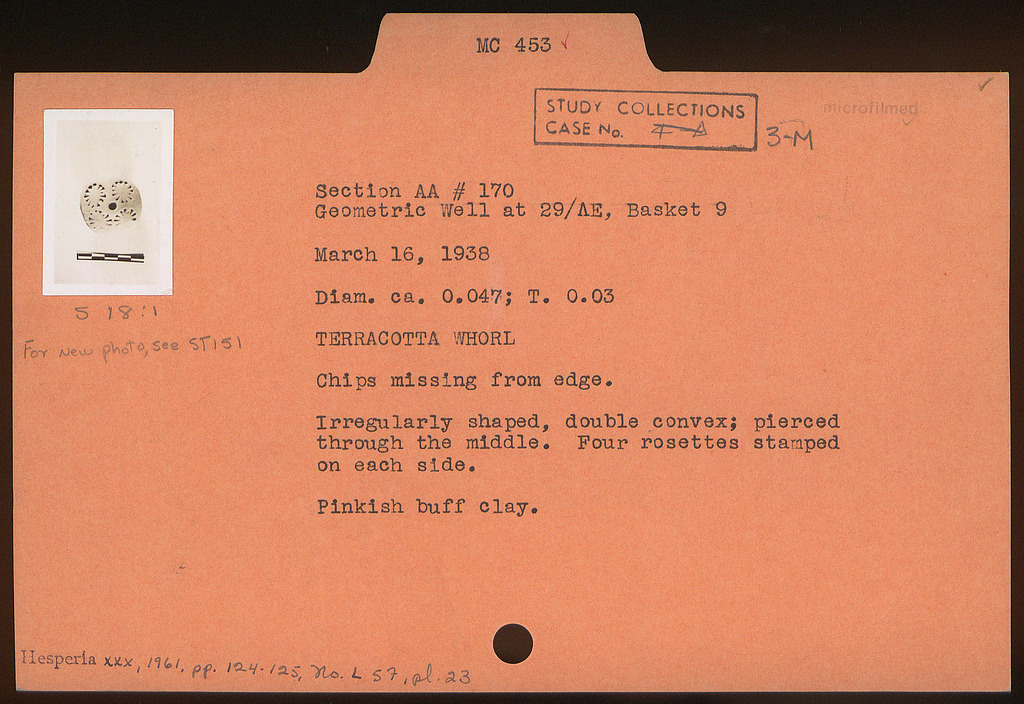 MC 453 ✓
STUDY COLLECTIONS
CASE No.
3-M
microfilmed
Section AA # 170
Geometric Well at 29/ΛE, Basket 9
March 16, 1938
Diam. ca. 0.047; T. 0.03
TERRACOTTA WHORL
Chips missing from edge.
Irregularly shaped, double convex; pierced
through the middle. Four rosettes stamped
on each side.
Pinkish buff clay.
5 18:1
For new photo, see ST151
Hesperia xxx, 1961, pp. 124-125, No. L 57, pl. 23